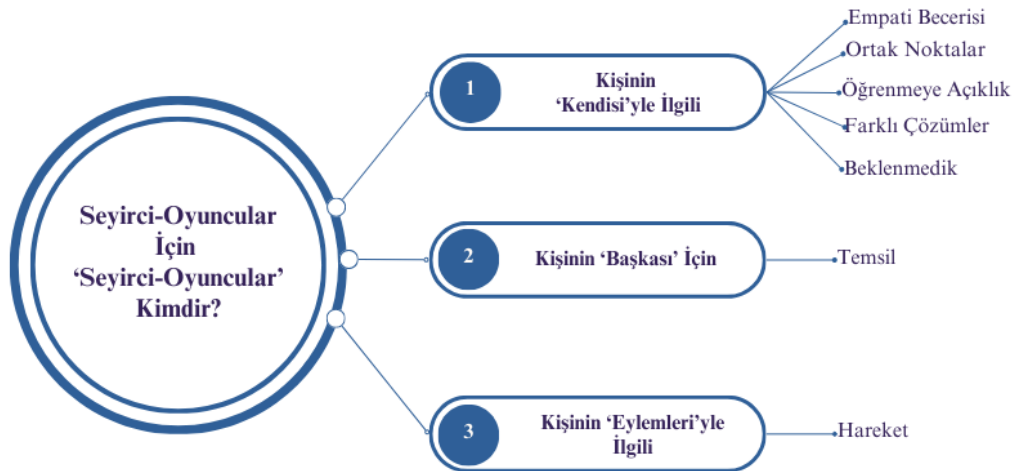 Seyirci-Oyuncular
İçin
‘Seyirci-Oyuncular’
Kimdir?
1
Kişinin
‘Kendisi’yle İlgili
Empati Becerisi
Ortak Noktalar
Öğrenmeye Açıklık
Farklı Çözümler
Beklenmedik
2
Kişinin ‘Başkası’ İçin
Temsil
3
Kişinin ‘Eylemleri’yle
İlgili
Hareket